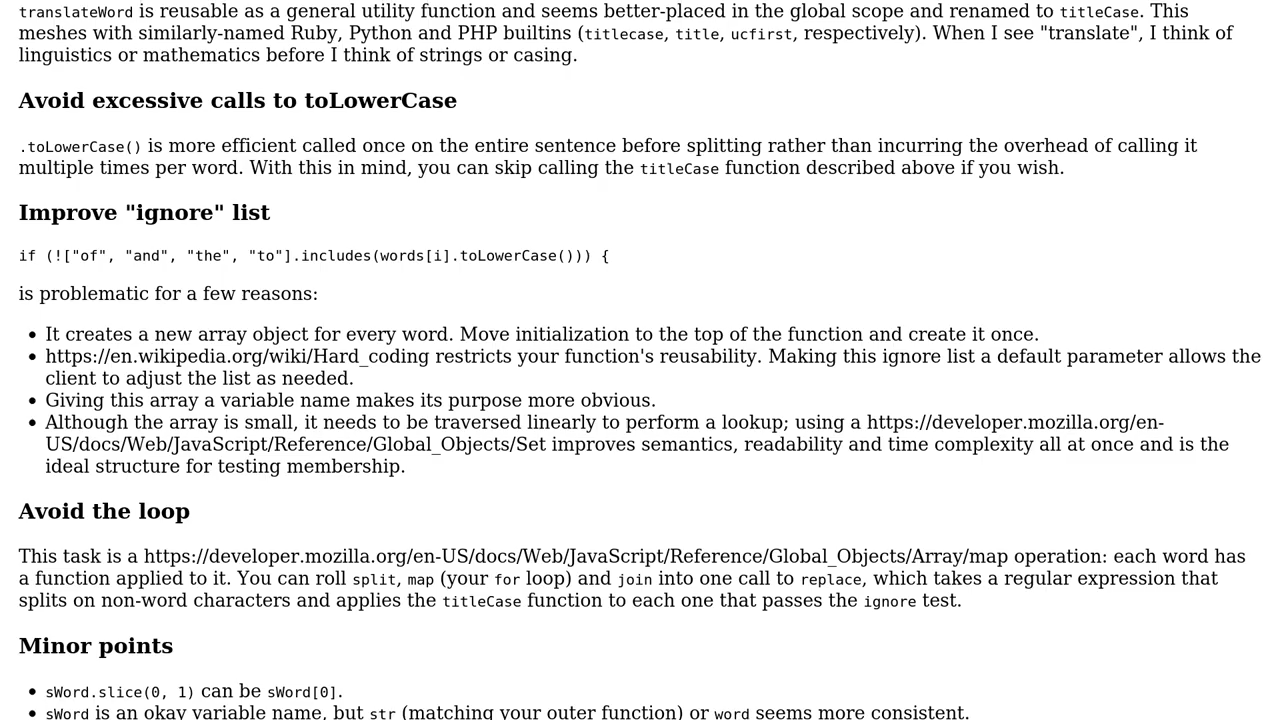 translateWord is reusable as a general utility function and seems better-placed in the global scope and renamed to titleCase. This
meshes with similarly-named Ruby, Python and PHP builtins (titlecase, title, ucfirst, respectively). When I see "translate", I think of
linguistics or mathematics before I think of strings or casing.
Avoid excessive calls to toLowerCase
.toLowerCase() is more efficient called once on the entire sentence before splitting rather than incurring the overhead of calling it
multiple times per word. With this in mind, you can skip calling the titleCase function described above if you wish.
Improve "ignore" list
if (!["of", "and", "the", "to"].includes(words[i].toLowerCase())) {
is problematic for a few reasons:
• It creates a new array object for every word. Move initialization to the top of the function and create it once.
• https://en.wikipedia.org/wiki/Hard_coding restricts your function's reusability. Making this ignore list a default parameter allows the
client to adjust the list as needed.
• Giving this array a variable name makes its purpose more obvious.
• Although the array is small, it needs to be traversed linearly to perform a lookup; using a https://developer.mozilla.org/en-
US/docs/Web/JavaScript/Reference/Global_Objects/Set improves semantics, readability and time complexity all at once and is the
ideal structure for testing membership.
Avoid the loop
This task is a https://developer.mozilla.org/en-US/docs/Web/JavaScript/Reference/Global_Objects/Array/map operation: each word has
a function applied to it. You can roll split, map (your for loop) and join into one call to replace, which takes a regular expression that
splits on non-word characters and applies the titleCase function to each one that passes the ignore test.
Minor points
• sWord.slice(0, 1) can be sWord[0].
• sWord is an okay variable name, but str (matching your outer function) or word seems more consistent.